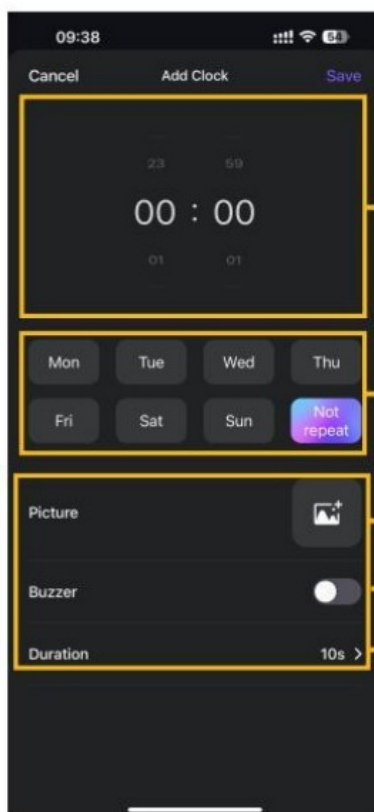 09:38 54
Cancel Add Clock Save
23 59
00 : 00
01 01
Mon Tue Wed Thu
Fri Sat Sun Not repeat
Picture
Buzzer
Duration 10s >